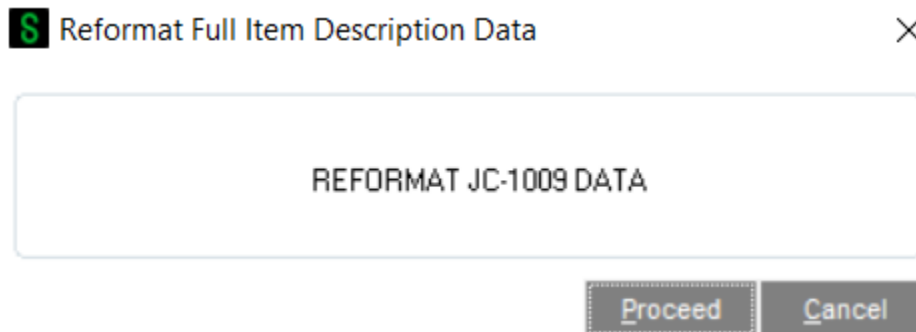 S Reformat Full Item Description Data
REFORMAT JC-1009 DATA
Proceed Cancel